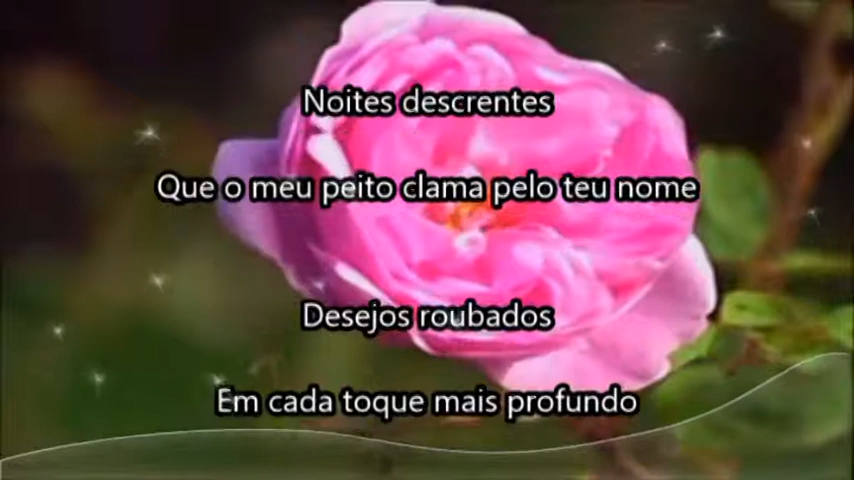 Noites descrentes
Que o meu peito clama pelo teu nome
Desejos roubados
Em cada toque mais profundo